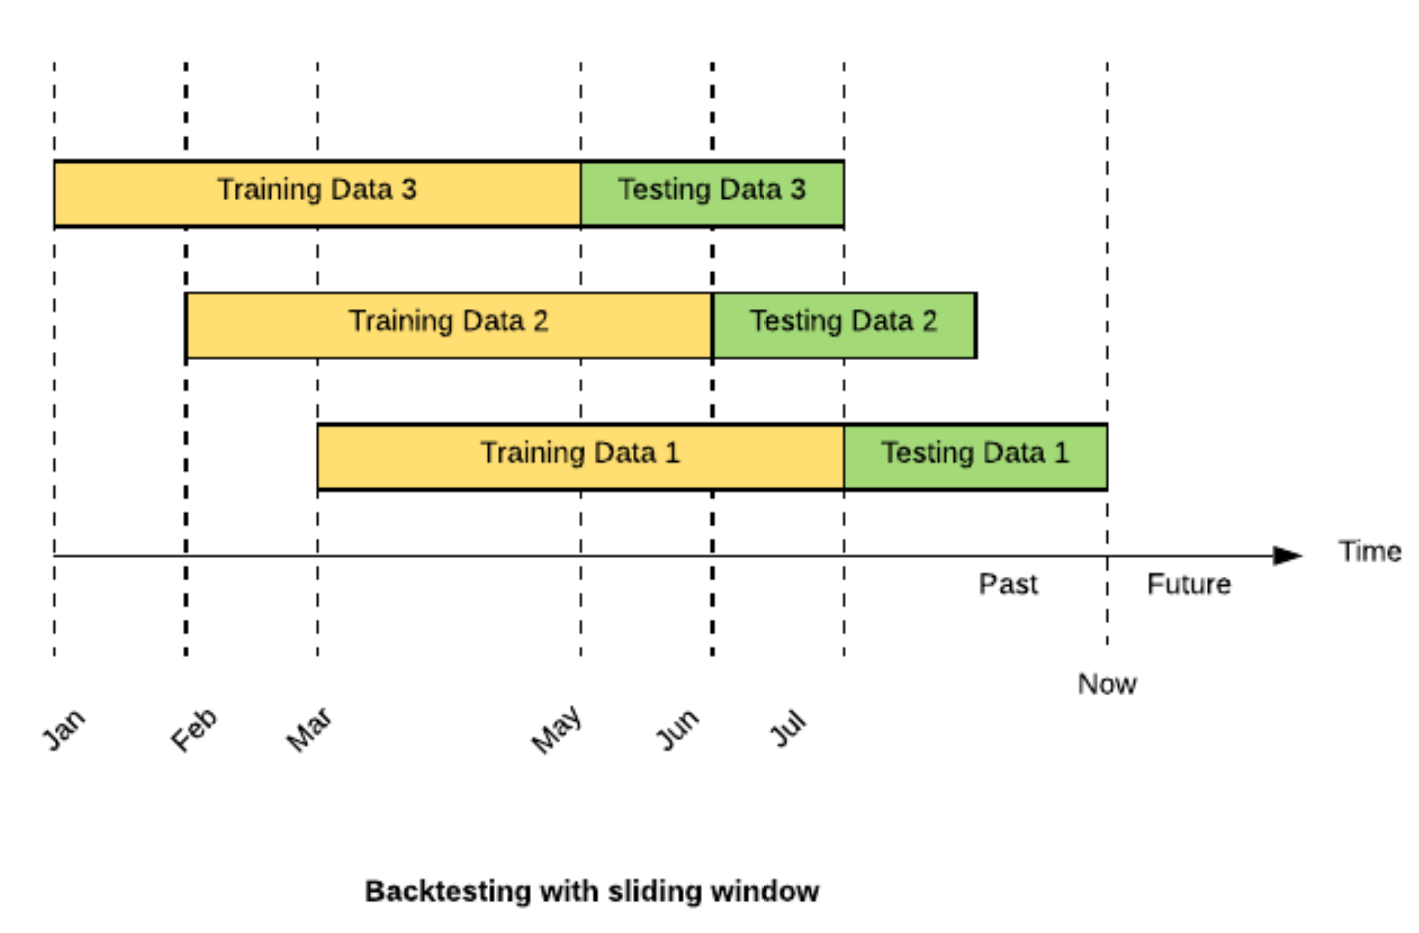 Training Data 3
Testing Data 3
Training Data 2
Testing Data 2
Training Data 1
Testing Data 1
Time
Past
Future
Now
Jan
Feb
Mar
May
Jun
Jul
Backtesting with sliding window